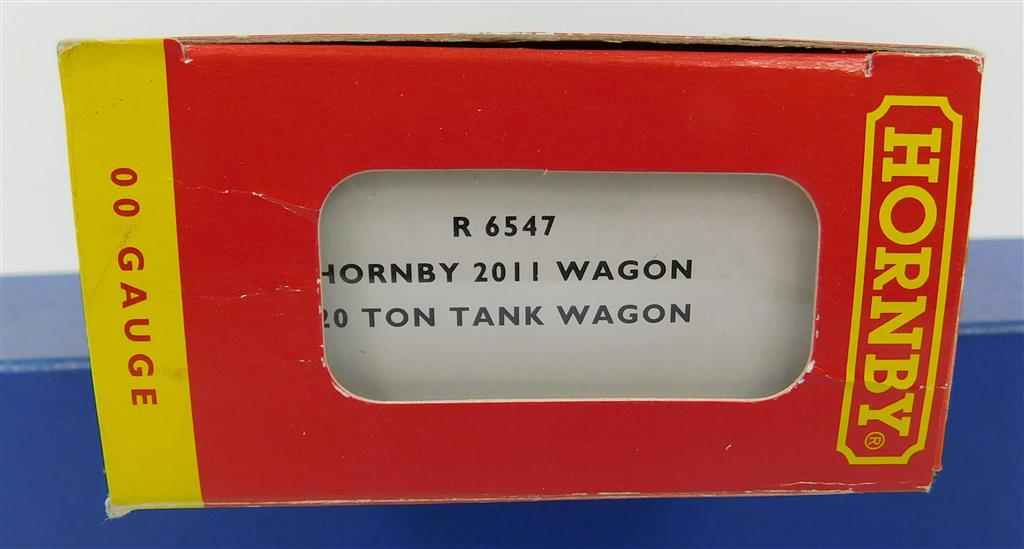 00 GAUGE
R 6547
HORNBY 2011 WAGON
20 TON TANK WAGON
HORNBY®